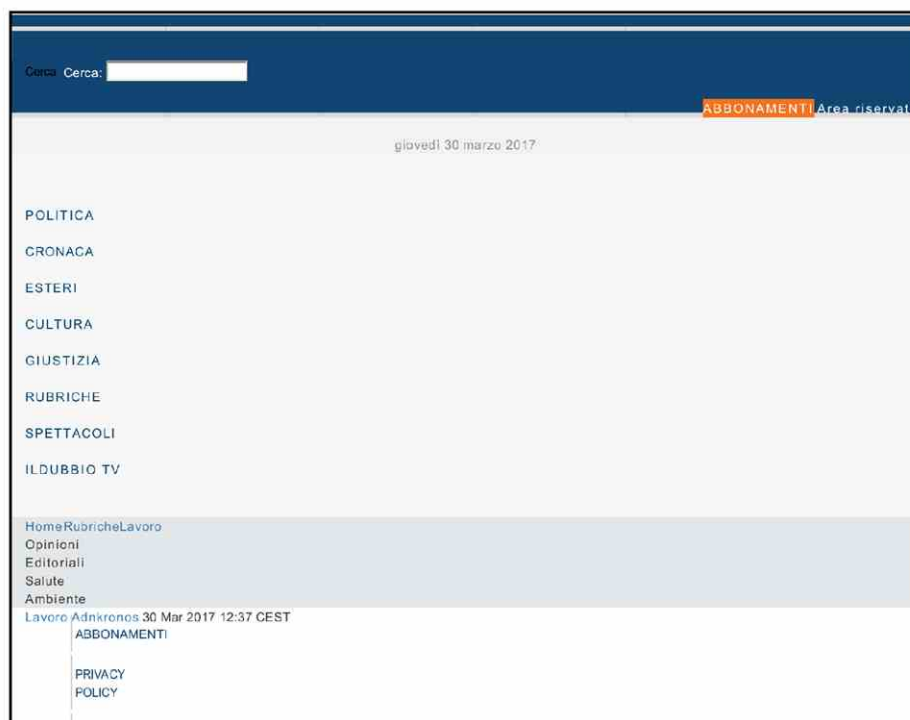 Cerca Cerca:
ABBONAMENTI Area riservat
giovedì 30 marzo 2017
POLITICA
CRONACA
ESTERI
CULTURA
GIUSTIZIA
RUBRICHE
SPETTACOLI
ILDUBBIO TV
HomeRubricheLavoro
Opinioni
Editoriali
Salute
Ambiente
Lavoro Adnkronos 30 Mar 2017 12:37 CEST
ABBONAMENTI
PRIVACY
POLICY